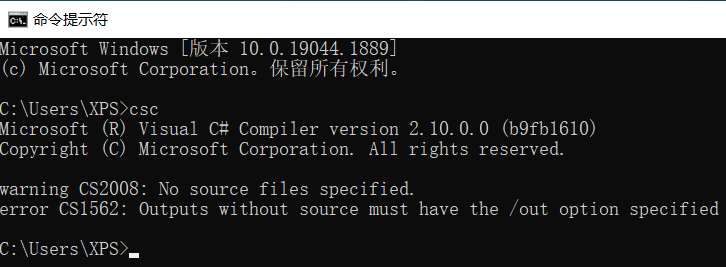 命令提示符
Microsoft Windows [版本 10.0.19044.1889]
(c) Microsoft Corporation。保留所有权利。
C:\Users\XPS>csc
Microsoft (R) Visual C# Compiler version 2.10.0.0 (b9fb1610)
Copyright (C) Microsoft Corporation. All rights reserved.
warning CS2008: No source files specified.
error CS1562: Outputs without source must have the /out option specified
C:\Users\XPS>